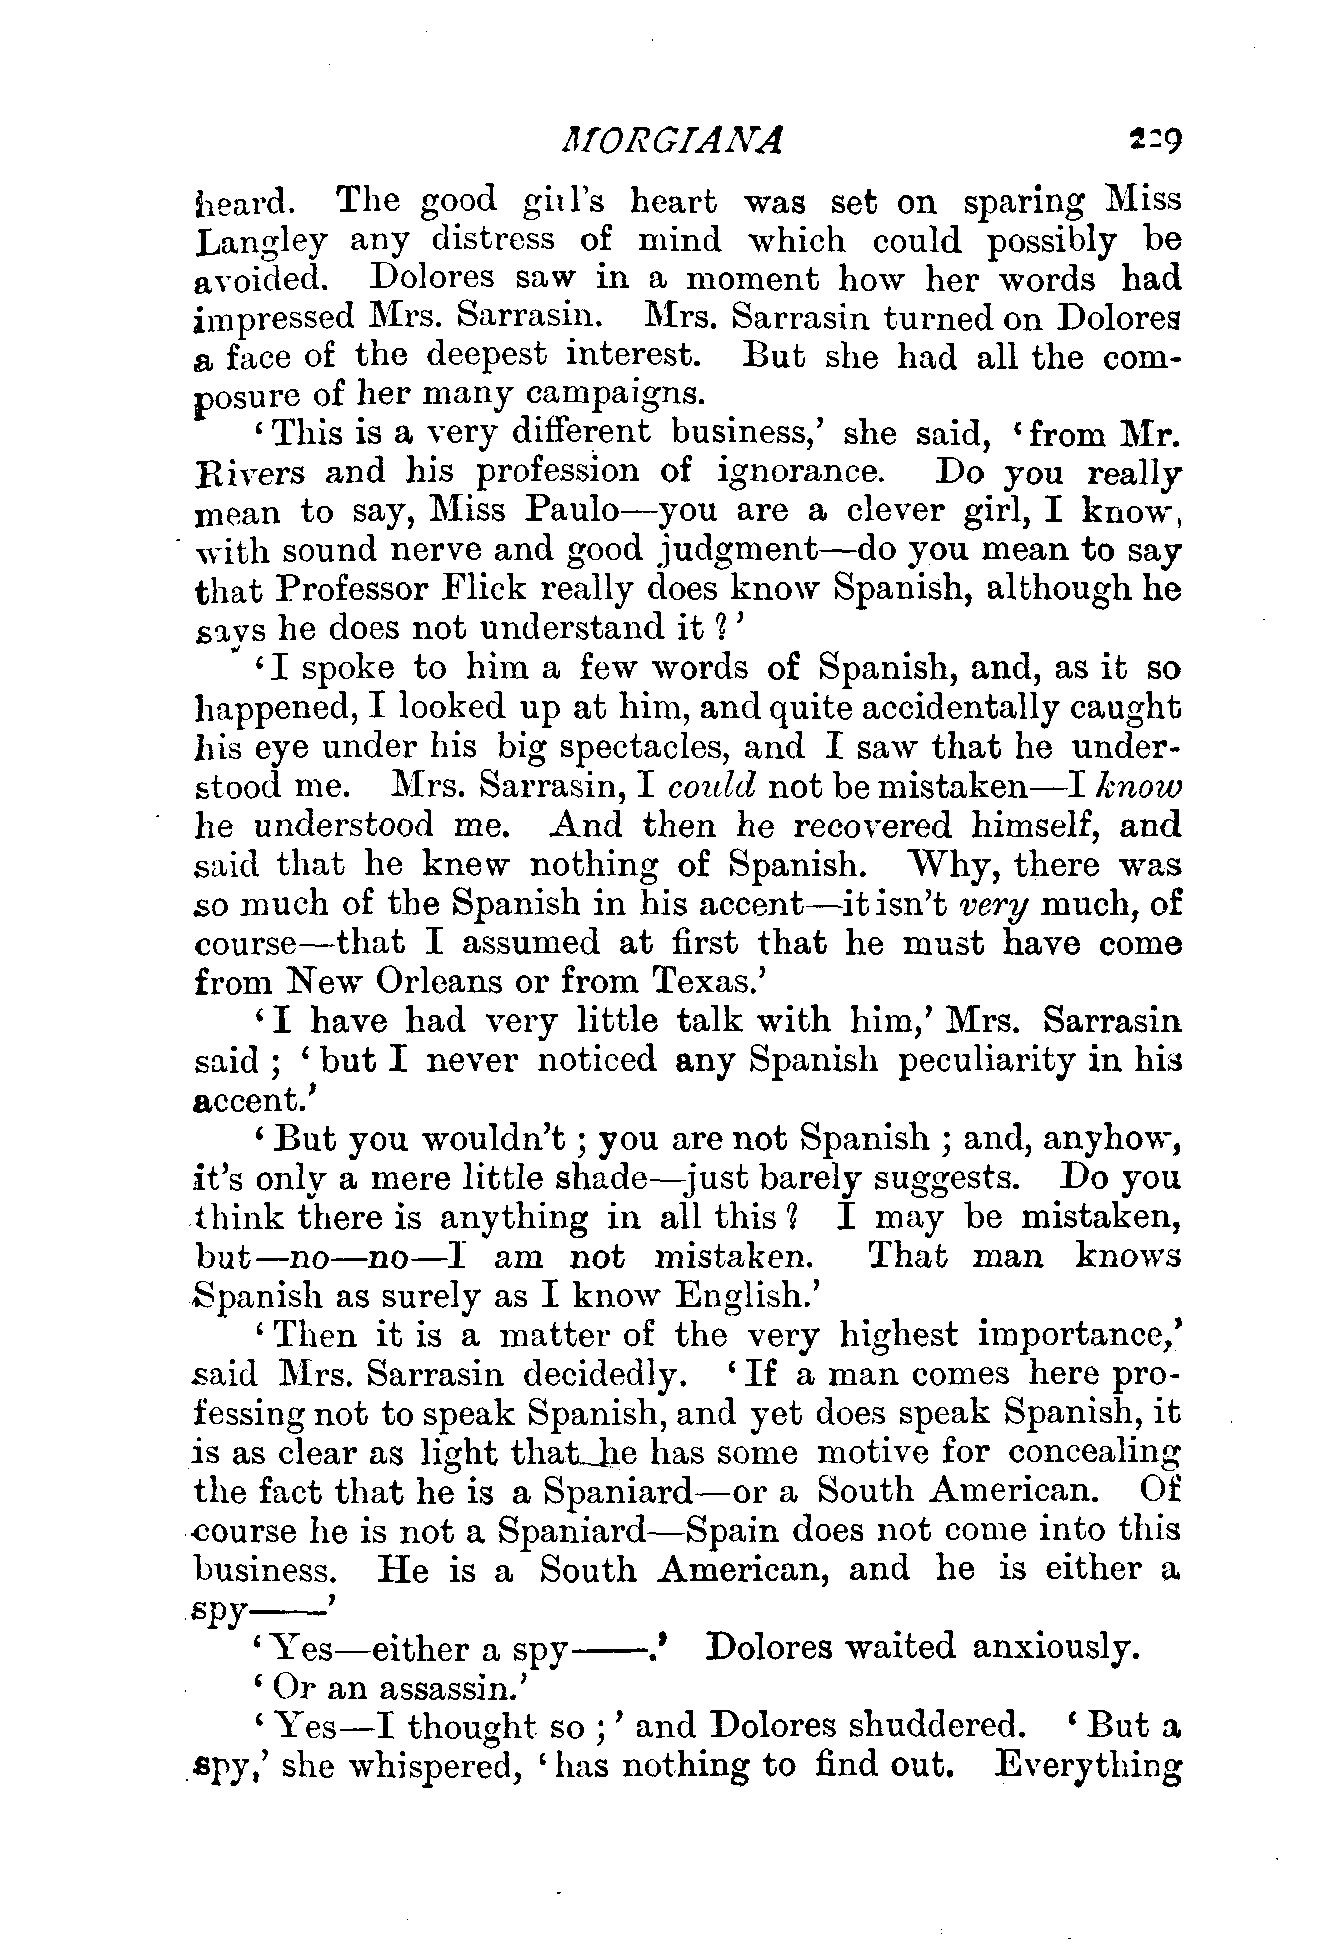 MORGIANA 229
heard. The good girl's heart was set on sparing Miss
Langley any distress of mind which could possibly be
avoided. Dolores saw in a moment how her words had
impressed Mrs. Sarrasin. Mrs. Sarrasin turned on Dolores
a face of the deepest interest. But she had all the com-
posure of her many campaigns.
‘This is a very different business,’ she said, ‘from Mr.
Rivers and his profession of ignorance. Do you really
mean to say, Miss Paulo—you are a clever girl, I know,
with sound nerve and good judgment—do you mean to say
that Professor Flick really does know Spanish, although he
says he does not understand it?’
‘I spoke to him a few words of Spanish, and, as it so
happened, I looked up at him, and quite accidentally caught
his eye under his big spectacles, and I saw that he under-
stood me. Mrs. Sarrasin, I could not be mistaken—I know
he understood me. And then he recovered himself, and
said that he knew nothing of Spanish. Why, there was
so much of the Spanish in his accent—it isn't very much, of
course—that I assumed at first that he must have come
from New Orleans or from Texas.’
‘I have had very little talk with him,’ Mrs. Sarrasin
said; ‘but I never noticed any Spanish peculiarity in his
accent.’
‘But you wouldn't; you are not Spanish; and, anyhow,
it's only a mere little shade—just barely suggests. Do you
think there is anything in all this? I may be mistaken,
but—no—no—I am not mistaken. That man knows
Spanish as surely as I know English.’
‘Then it is a matter of the very highest importance,’
said Mrs. Sarrasin decidedly. ‘If a man comes here pro-
fessing not to speak Spanish, and yet does speak Spanish, it
is as clear as light that he has some motive for concealing
the fact that he is a Spaniard—or a South American. Of
course he is not a Spaniard—Spain does not come into this
business. He is a South American, and he is either a
spy——’
‘Yes—either a spy——.’ Dolores waited anxiously.
‘Or an assassin.’
‘Yes—I thought so;’ and Dolores shuddered. ‘But a
spy,’ she whispered, ‘has nothing to find out. Everything